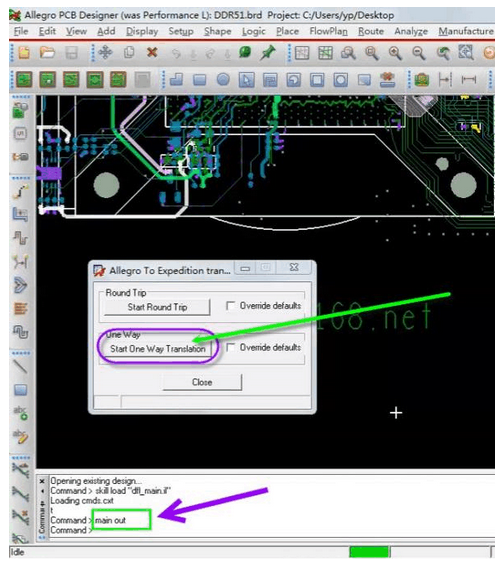 Allegro PCB Designer (was Performance L): DDR51.brd Project: C:/Users/yp/Desktop
File Edit View Add Display Setup Shape Logic Place FlowPlan Route Analyze Manufacture
Allegro To Expedition tran...
Round Trip
Start Round Trip
Override defaults
One Way
Start One Way Translation
Override defaults
Close
168.net
Opening existing design...
Command > skill load "dfl_main.il"
Loading cmds.cxt
t
Command > main out
Command >
Command
Idle